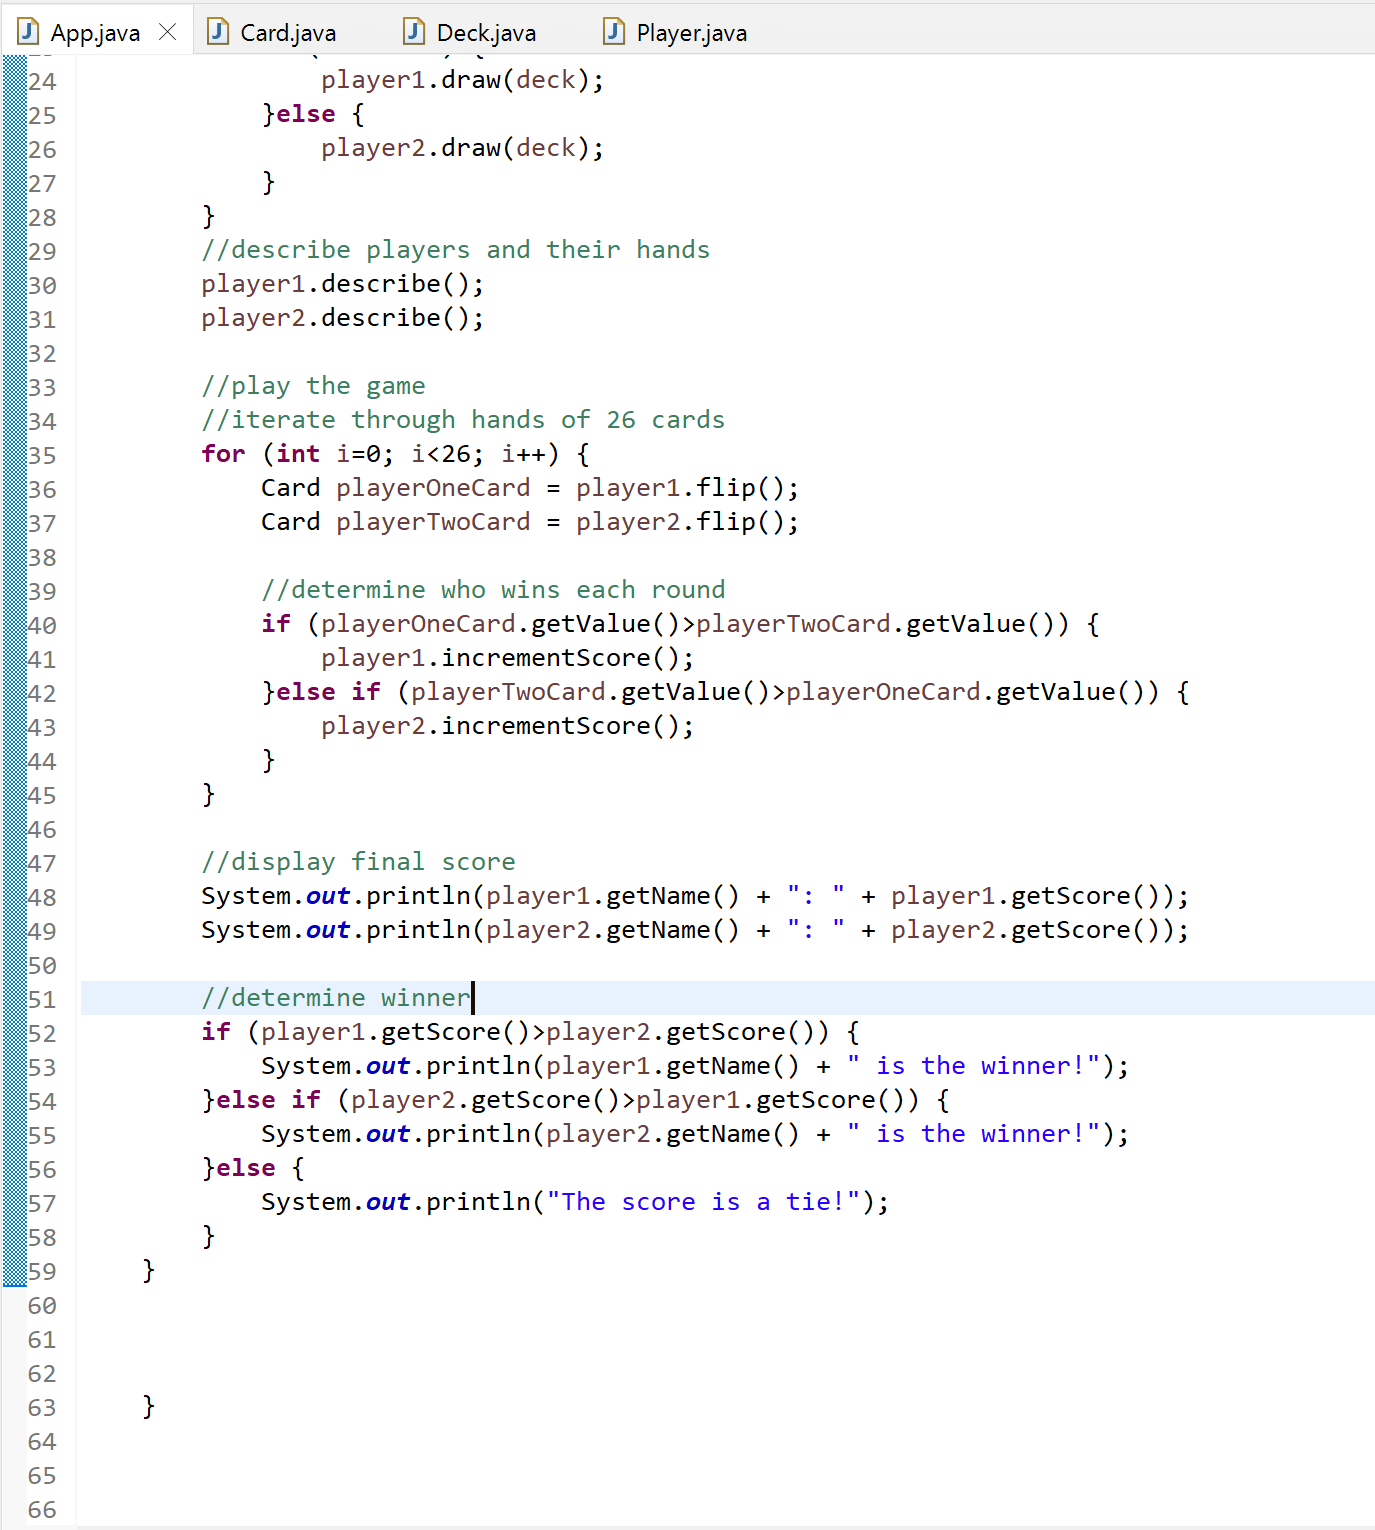 App.java Card.java Deck.java Player.java
24 player1.draw(deck);
25 }else {
26 player2.draw(deck);
27 }
28 }
29 //describe players and their hands
30 player1.describe();
31 player2.describe();
32
33 //play the game
34 //iterate through hands of 26 cards
35 for (int i=0; i<26; i++) {
36 Card playerOneCard = player1.flip();
37 Card playerTwoCard = player2.flip();
38
39 //determine who wins each round
40 if (playerOneCard.getValue()>playerTwoCard.getValue()) {
41 player1.incrementScore();
42 }else if (playerTwoCard.getValue()>playerOneCard.getValue()) {
43 player2.incrementScore();
44 }
45 }
46
47 //display final score
48 System.out.println(player1.getName() + ": " + player1.getScore());
49 System.out.println(player2.getName() + ": " + player2.getScore());
50
51 //determine winner
52 if (player1.getScore()>player2.getScore()) {
53 System.out.println(player1.getName() + " is the winner!");
54 }else if (player2.getScore()>player1.getScore()) {
55 System.out.println(player2.getName() + " is the winner!");
56 }else {
57 System.out.println("The score is a tie!");
58 }
59 }
60
61
62
63 }
64
65
66